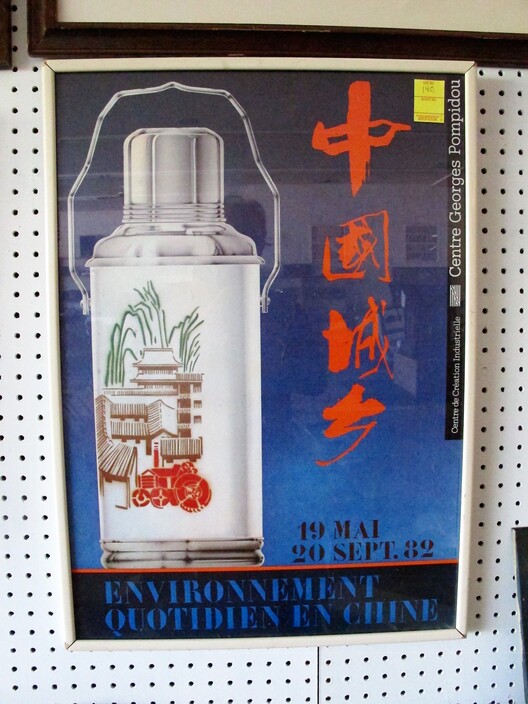 中國城乡
Centre Georges Pompidou
Centre de Création Industrielle
19 MAI
20 SEPT. 82
ENVIRONNEMENT
QUOTIDIEN EN CHINE
140